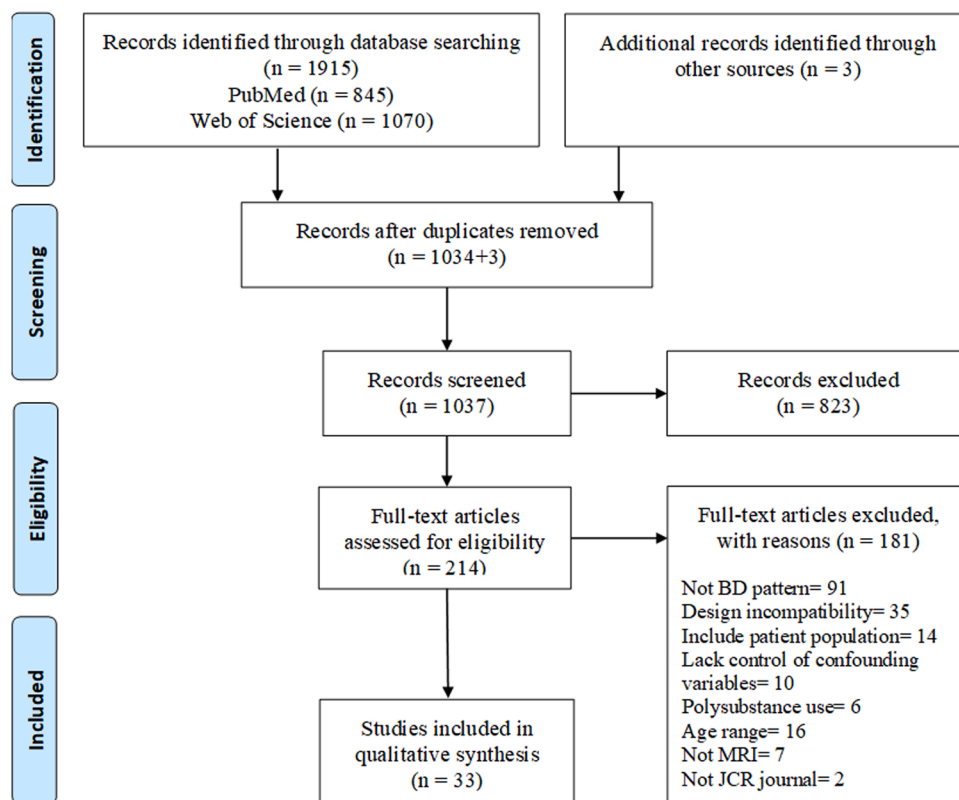 Identification
Records identified through database searching
(n = 1915)
PubMed (n = 845)
Web of Science (n = 1070)
Additional records identified through
other sources (n = 3)
Screening
Records after duplicates removed
(n = 1034+3)
Records screened
(n = 1037)
Records excluded
(n = 823)
Eligibility
Full-text articles
assessed for eligibility
(n = 214)
Full-text articles excluded,
with reasons (n = 181)
Not BD pattern= 91
Design incompatibility= 35
Include patient population= 14
Lack control of confounding
variables= 10
Polysubstance use= 6
Age range= 16
Not MRI= 7
Not JCR journal= 2
Included
Studies included in
qualitative synthesis
(n = 33)